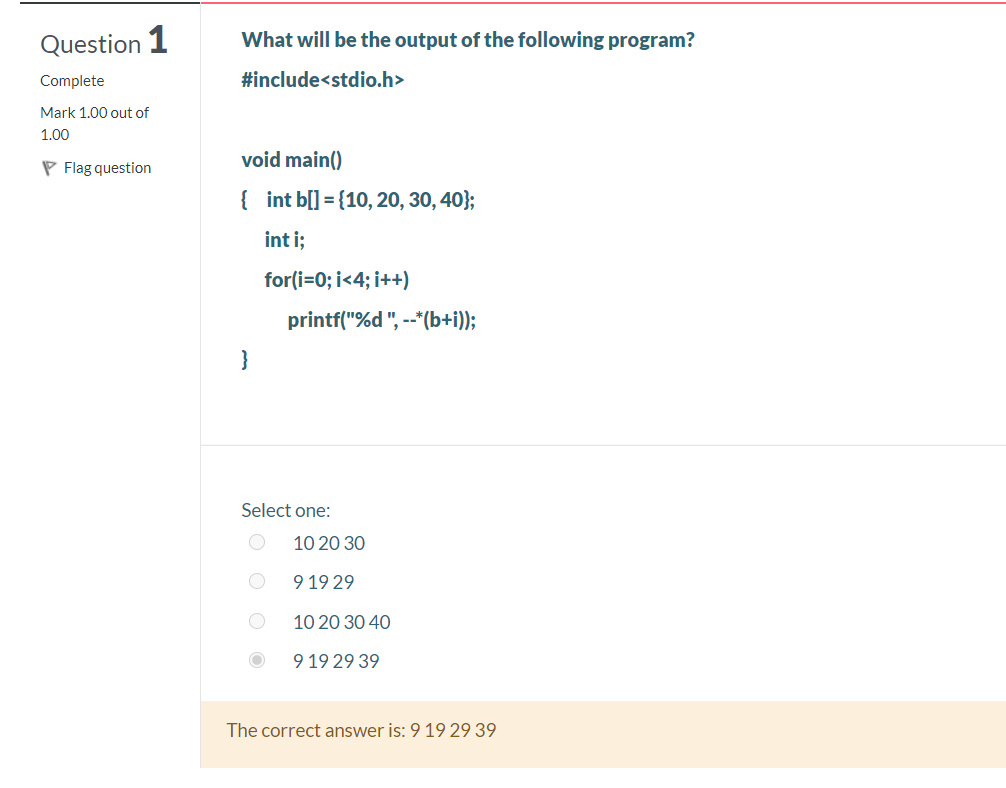 Question 1
Complete
Mark 1.00 out of
1.00
Flag question
What will be the output of the following program?
#include<stdio.h>
void main()
{ int b[] = {10, 20, 30, 40};
int i;
for(i=0; i<4; i++)
printf("%d ", --*(b+i));
}
Select one:
10 20 30
9 19 29
10 20 30 40
9 19 29 39
The correct answer is: 9 19 29 39